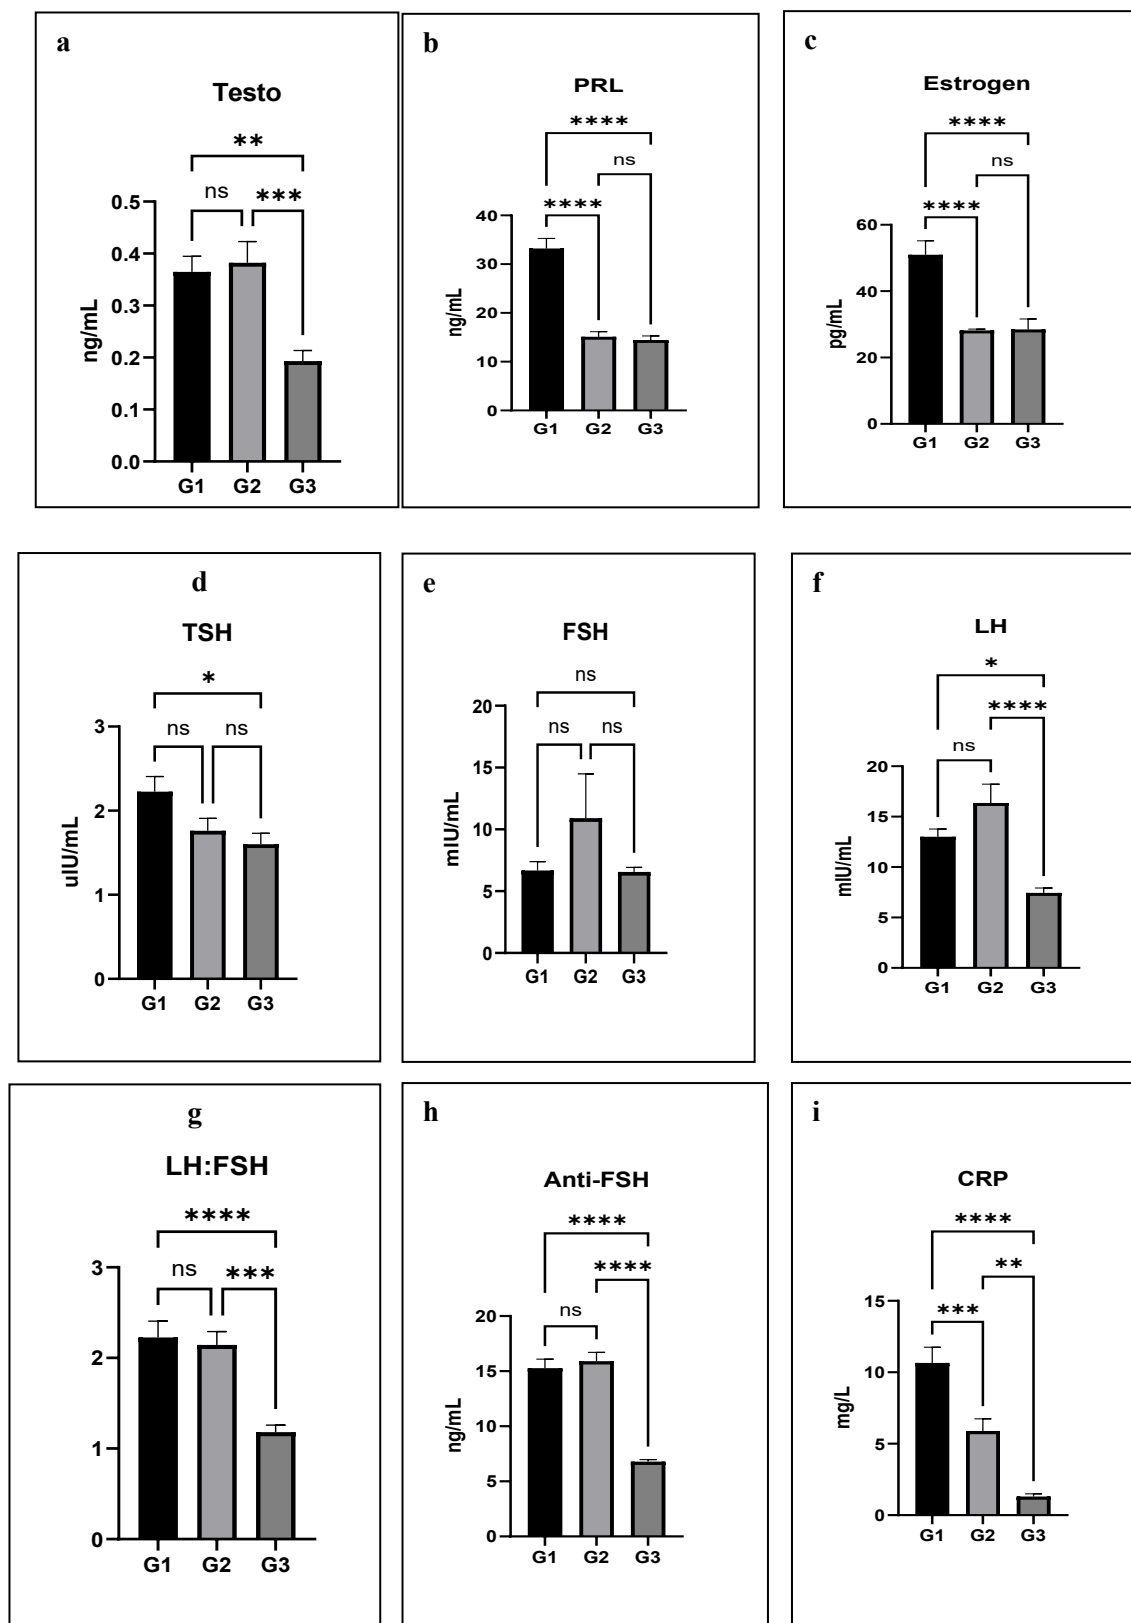 a
Testo
**
ns ***
ng/mL
0.5
0.4
0.3
0.2
0.1
0.0
G1 G2 G3
b
PRL
****
ns
****
ng/mL
40
30
20
10
0
G1 G2 G3
c
Estrogen
****
ns
****
pg/mL
60
40
20
0
G1 G2 G3
d
TSH
*
ns ns
uIU/mL
3
2
1
0
G1 G2 G3
e
FSH
ns
ns ns
mIU/mL
20
15
10
5
0
G1 G2 G3
f
LH
*
****
ns
mIU/mL
20
15
10
5
0
G1 G2 G3
g
LH:FSH
****
ns ***
3
2
1
0
G1 G2 G3
h
Anti-FSH
****
****
ns
ng/mL
20
15
10
5
0
G1 G2 G3
i
CRP
****
**
***
mg/L
15
10
5
0
G1 G2 G3